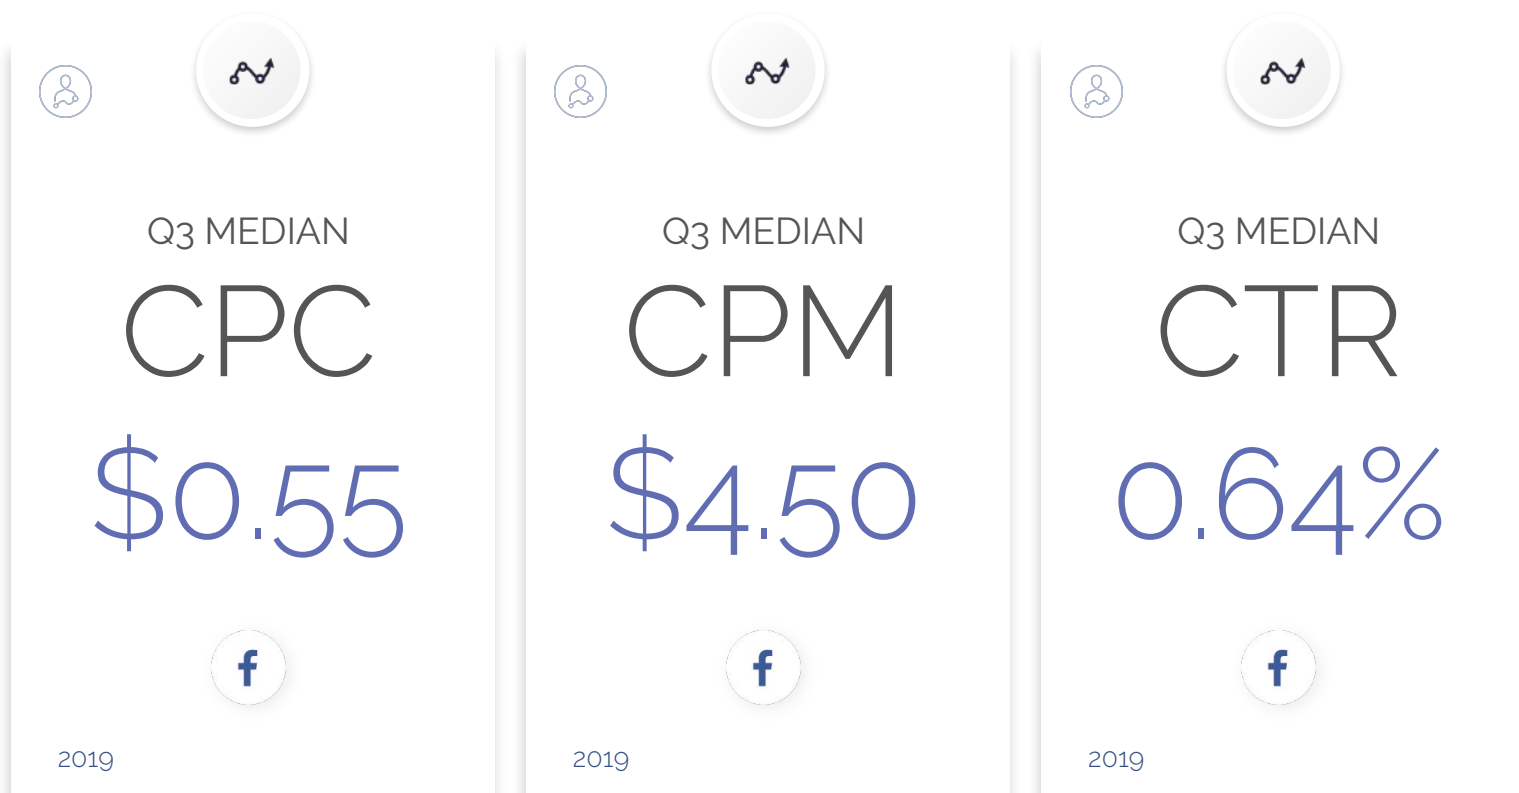 Q3 MEDIAN
CPC
$0.55
2019
Q3 MEDIAN
CPM
$4.50
2019
Q3 MEDIAN
CTR
0.64%
2019